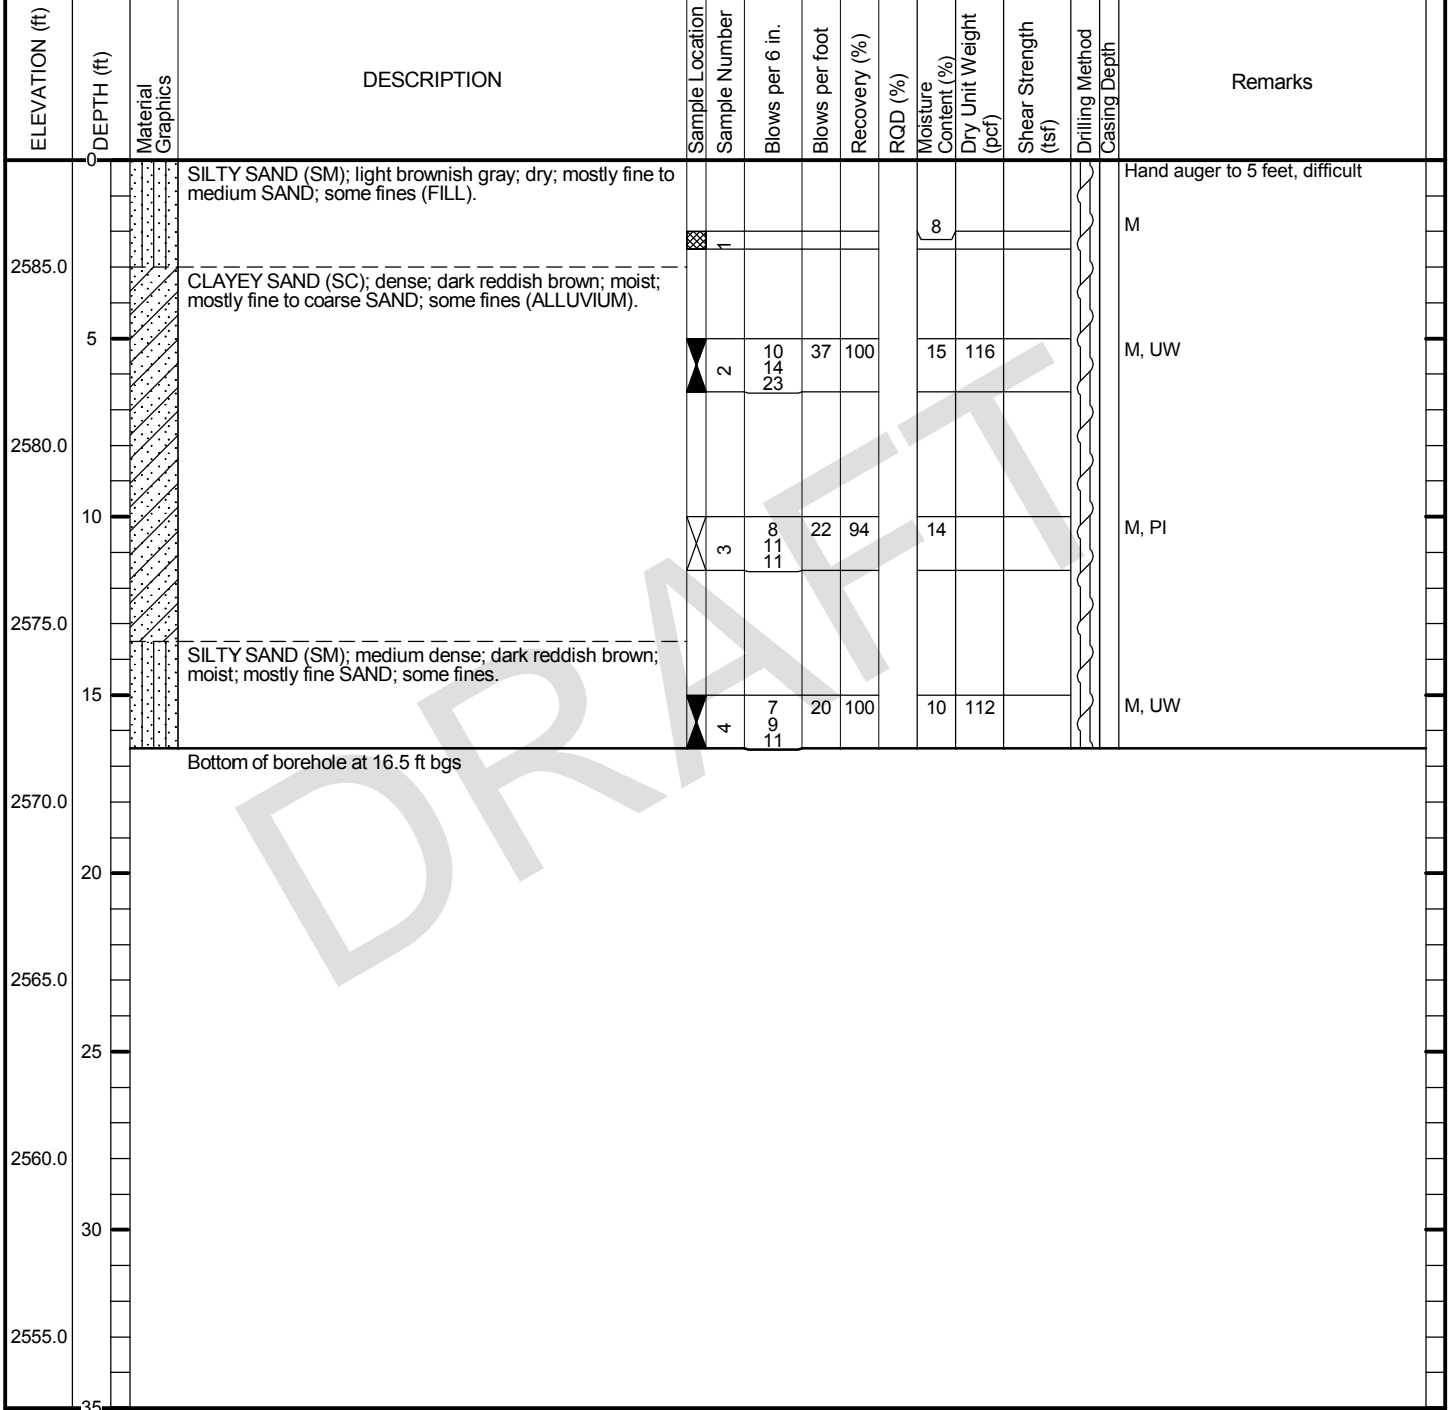 ELEVATION (ft)
DEPTH (ft)
Material
Graphics
DESCRIPTION
Sample Location
Sample Number
Blows per 6 in.
Blows per foot
Recovery (%)
RQD (%)
Moisture
Content (%)
Dry Unit Weight
(pcf)
Shear Strength
(tsf)
Drilling Method
Casing Depth
Remarks
0
SILTY SAND (SM); light brownish gray; dry; mostly fine to
medium SAND; some fines (FILL).
Hand auger to 5 feet, difficult
1
8
M
2585.0
CLAYEY SAND (SC); dense; dark reddish brown; moist;
mostly fine to coarse SAND; some fines (ALLUVIUM).
5
2
10
14
23
37
100
15
116
M, UW
2580.0
10
3
8
11
11
22
94
14
M, PI
2575.0
SILTY SAND (SM); medium dense; dark reddish brown;
moist; mostly fine SAND; some fines.
15
4
7
9
11
20
100
10
112
M, UW
Bottom of borehole at 16.5 ft bgs
2570.0
20
2565.0
25
2560.0
30
2555.0
35
DRAFT